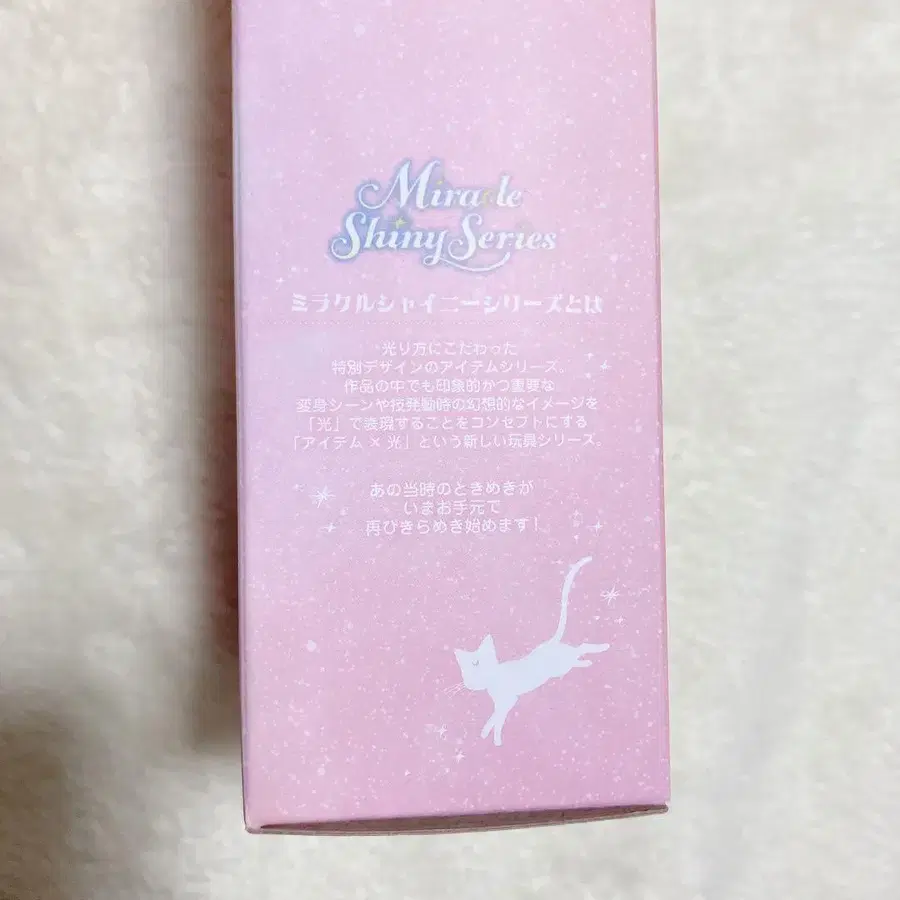 Miracle
Shiny Series
ミラクルシャイニーシリーズとは
光り方にこだわった
特別デザインのアイテムシリーズ。
作品の中でも印象的かつ重要な
変身シーンや技発動時の幻想的なイメージを
「光」で表現することをコンセプトにする
「アイテム × 光」という新しい玩具シリーズ。
あの当時のときめきが
いまお手元で
再びきらめき始めます!